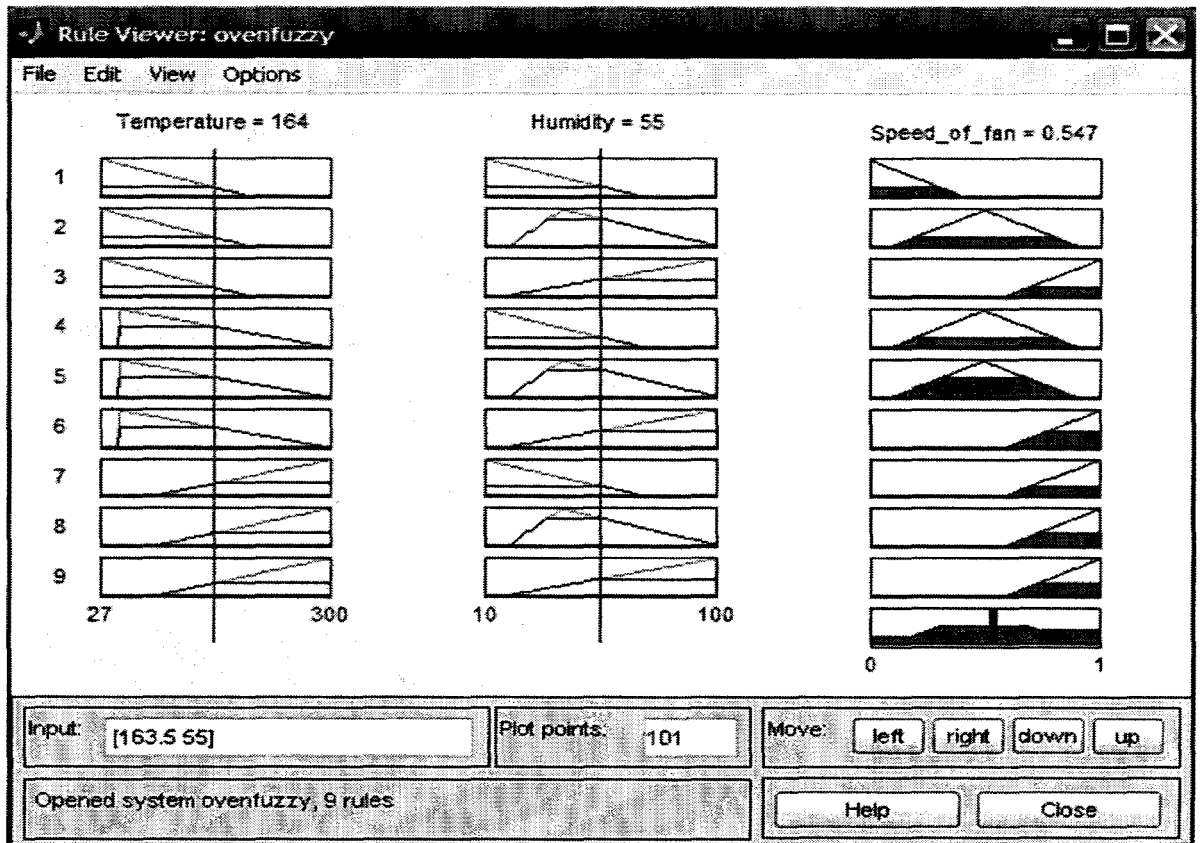 Rule Viewer: ovenfuzzy
File Edit View Options
Temperature = 164 Humidity = 55 Speed_of_fan = 0.547
1
2
3
4
5
6
7
8
9
27 300 10 100
0 1
Input: [163.5 55] Plot points: 101 Move: left right down up
Opened system ovenfuzzy, 9 rules Help Close